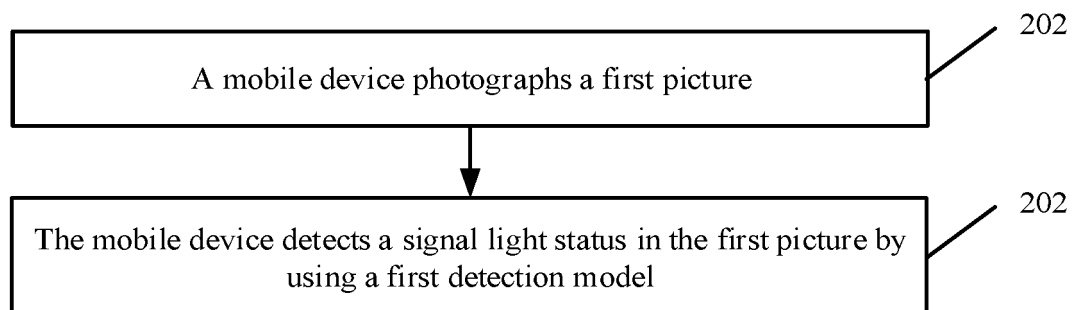 202
A mobile device photographs a first picture
202
The mobile device detects a signal light status in the first picture by
using a first detection model